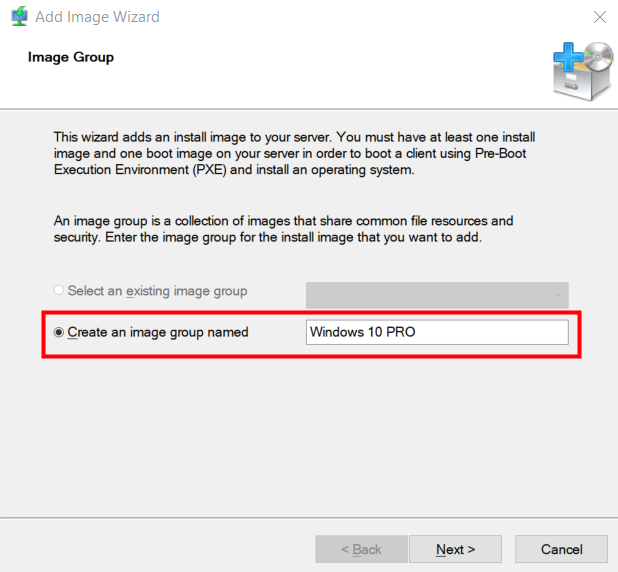 Add Image Wizard
Image Group
This wizard adds an install image to your server. You must have at least one install
image and one boot image on your server in order to boot a client using Pre-Boot
Execution Environment (PXE) and install an operating system.
An image group is a collection of images that share common file resources and
security. Enter the image group for the install image that you want to add.
Select an existing image group
Create an image group named Windows 10 PRO
< Back Next > Cancel